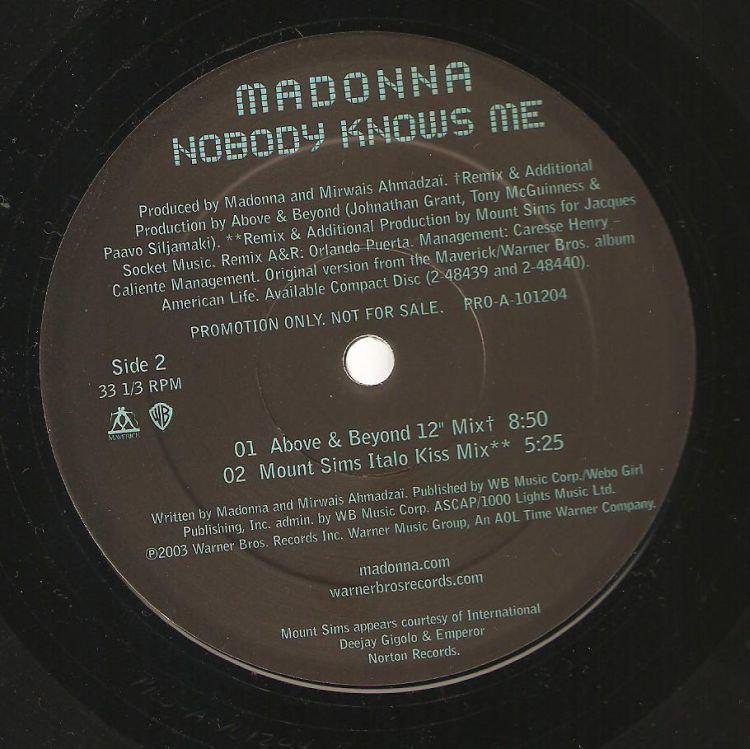 MADONNA
NOBODY KNOWS ME
Produced by Madonna and Mirwais Ahmadzaï. †Remix & Additional
Production by Above & Beyond (Johnathan Grant, Tony McGuinness &
Paavo Siljamaki). **Remix & Additional Production by Mount Sims for Jacques
Socket Music. Remix A&R: Orlando Puerta. Management: Caresse Henry –
Caliente Management. Original version from the Maverick/Warner Bros. album
American Life. Available Compact Disc (2-48439 and 2-48440).
PROMOTION ONLY. NOT FOR SALE. PRO-A-101204
Side 2
33 1/3 RPM
MAVERICK WB
01 Above & Beyond 12" Mix† 8:50
02 Mount Sims Italo Kiss Mix** 5:25
Written by Madonna and Mirwais Ahmadzaï. Published by WB Music Corp./Webo Girl
Publishing, Inc. admin. by WB Music Corp. ASCAP/1000 Lights Music Ltd.
℗2003 Warner Bros. Records Inc. Warner Music Group, An AOL Time Warner Company.
madonna.com
warnerbrosrecords.com
Mount Sims appears courtesy of International
Deejay Gigolo & Emperor
Norton Records.